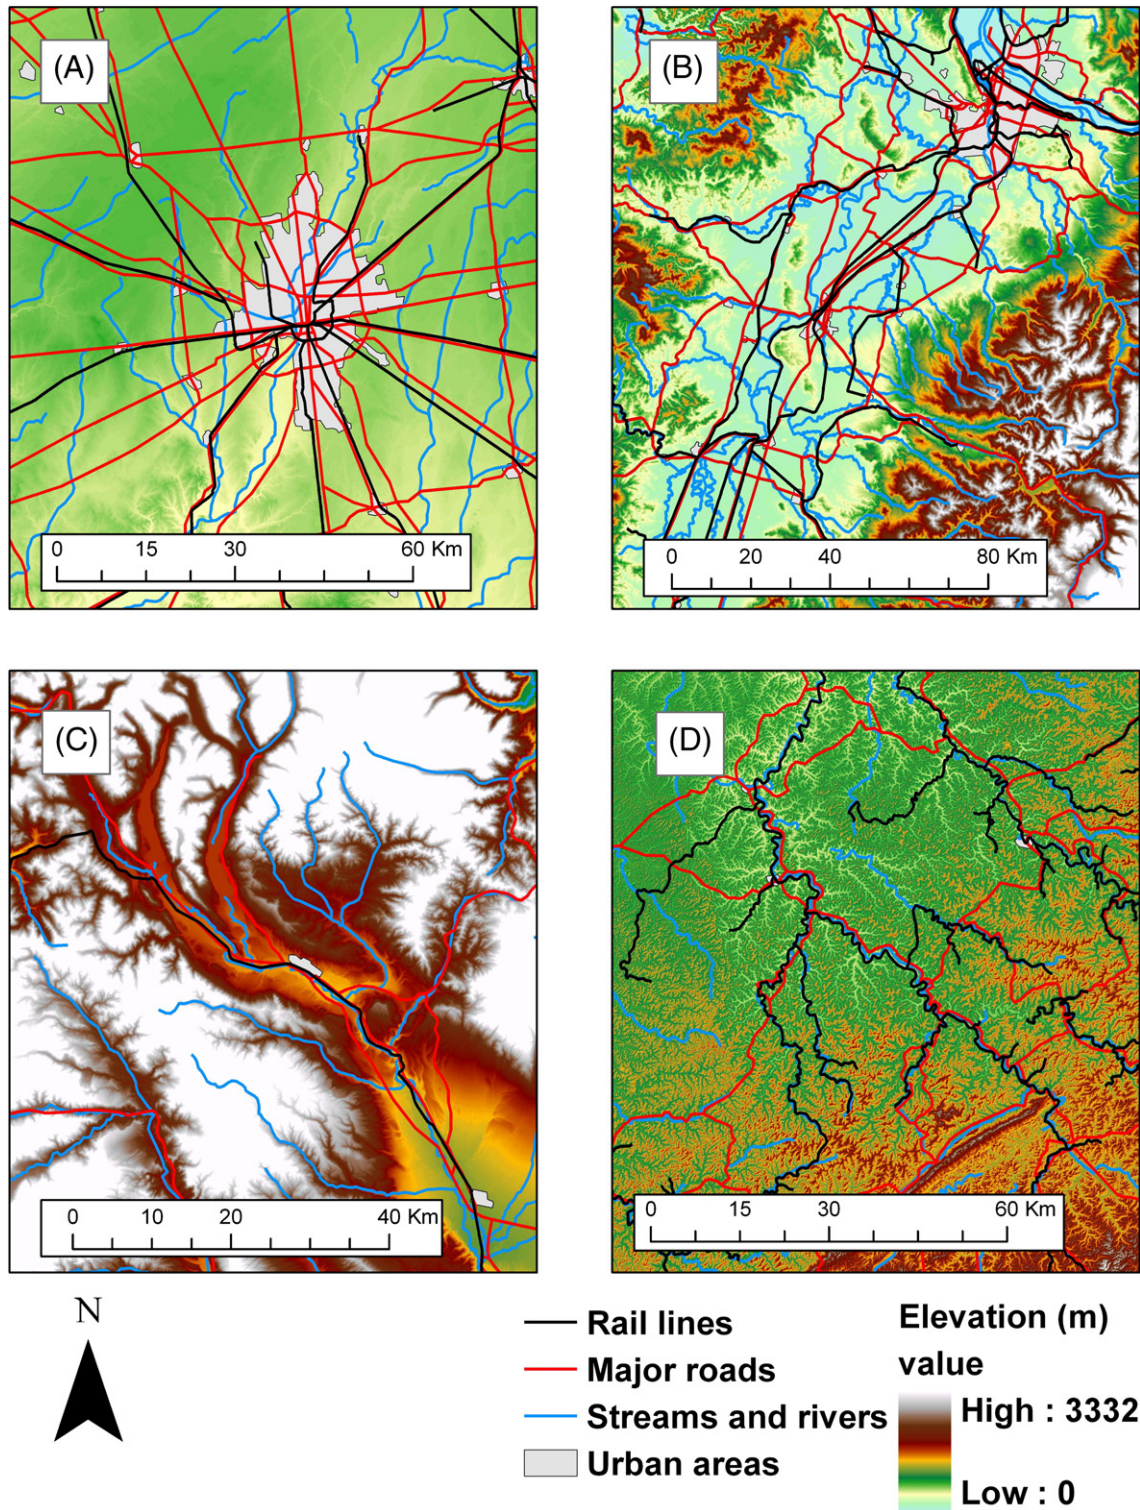 (A)
0 15 30 60 Km
(B)
0 20 40 80 Km
(C)
0 10 20 40 Km
(D)
0 15 30 60 Km
N
Rail lines
Major roads
Streams and rivers
Urban areas
Elevation (m)
value
High : 3332
Low : 0